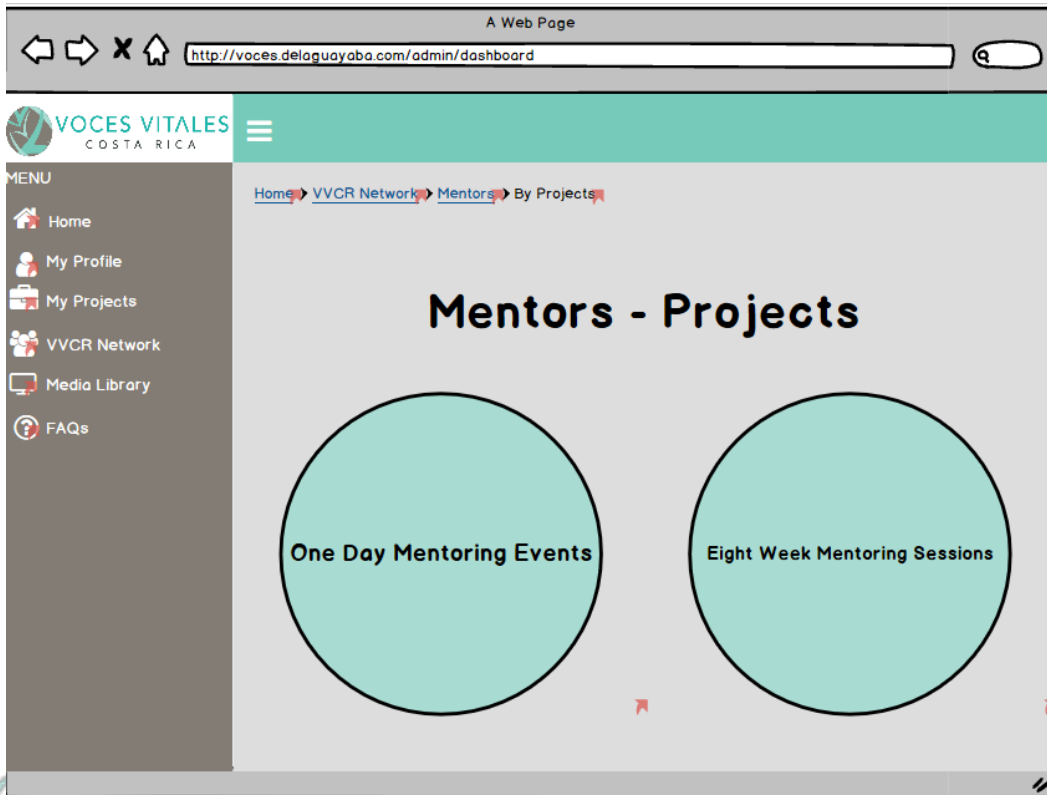 A Web Page
http://voces.delaguayaba.com/admin/dashboard
VOCES VITALES
COSTA RICA
MENU
Home
My Profile
My Projects
VVCR Network
Media Library
FAQs
Home VVCR Network Mentors By Projects
Mentors - Projects
One Day Mentoring Events
Eight Week Mentoring Sessions